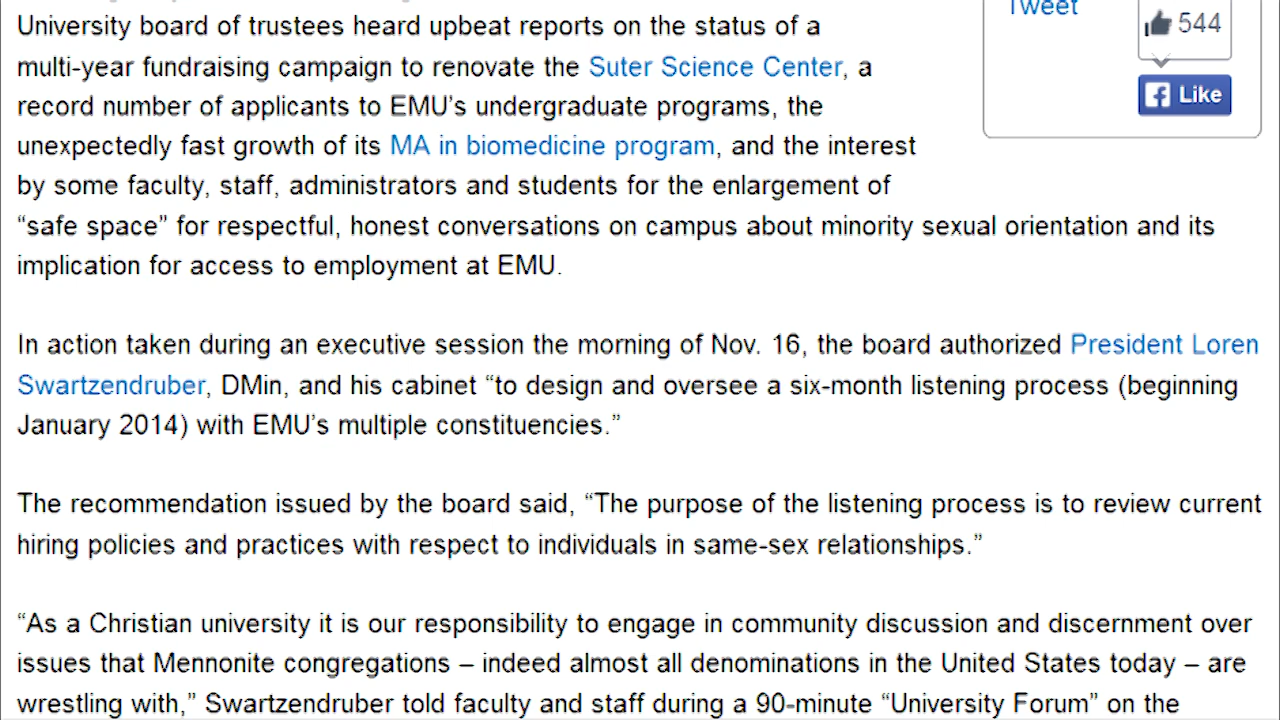 Tweet
544
Like
University board of trustees heard upbeat reports on the status of a
multi-year fundraising campaign to renovate the Suter Science Center, a
record number of applicants to EMU’s undergraduate programs, the
unexpectedly fast growth of its MA in biomedicine program, and the interest
by some faculty, staff, administrators and students for the enlargement of
“safe space” for respectful, honest conversations on campus about minority sexual orientation and its
implication for access to employment at EMU.
In action taken during an executive session the morning of Nov. 16, the board authorized President Loren
Swartzendruber, DMin, and his cabinet “to design and oversee a six-month listening process (beginning
January 2014) with EMU’s multiple constituencies.”
The recommendation issued by the board said, “The purpose of the listening process is to review current
hiring policies and practices with respect to individuals in same-sex relationships.”
“As a Christian university it is our responsibility to engage in community discussion and discernment over
issues that Mennonite congregations – indeed almost all denominations in the United States today – are
wrestling with,” Swartzendruber told faculty and staff during a 90-minute “University Forum” on the